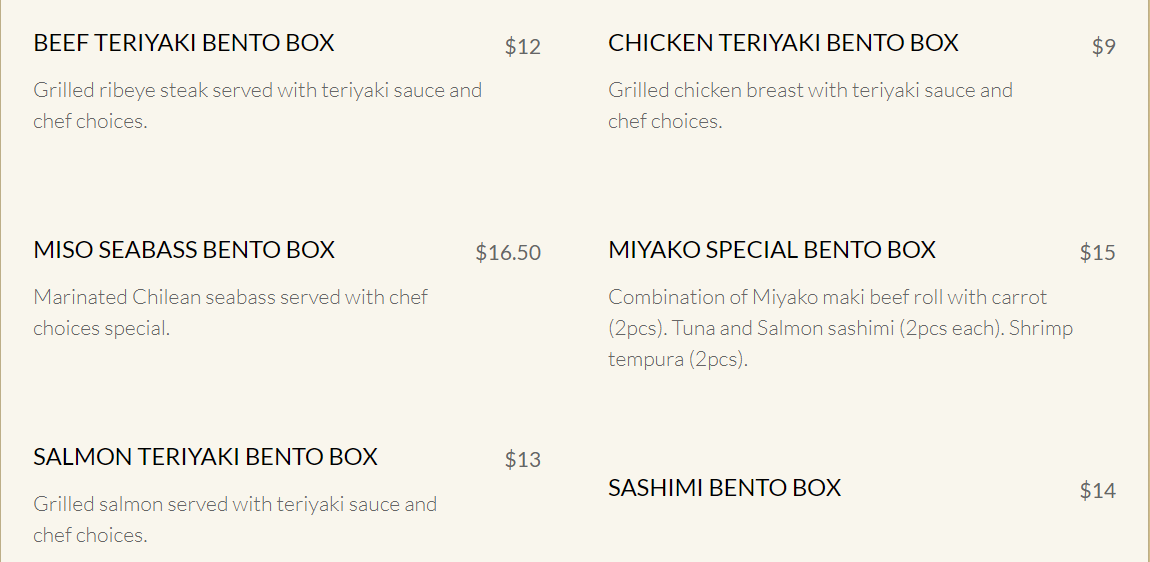 BEEF TERIYAKI BENTO BOX
$12
Grilled ribeye steak served with teriyaki sauce and
chef choices.
CHICKEN TERIYAKI BENTO BOX
$9
Grilled chicken breast with teriyaki sauce and
chef choices.
MISO SEABASS BENTO BOX
$16.50
Marinated Chilean seabass served with chef
choices special.
MIYAKO SPECIAL BENTO BOX
$15
Combination of Miyako maki beef roll with carrot
(2pcs). Tuna and Salmon sashimi (2pcs each). Shrimp
tempura (2pcs).
SALMON TERIYAKI BENTO BOX
$13
Grilled salmon served with teriyaki sauce and
chef choices.
SASHIMI BENTO BOX
$14